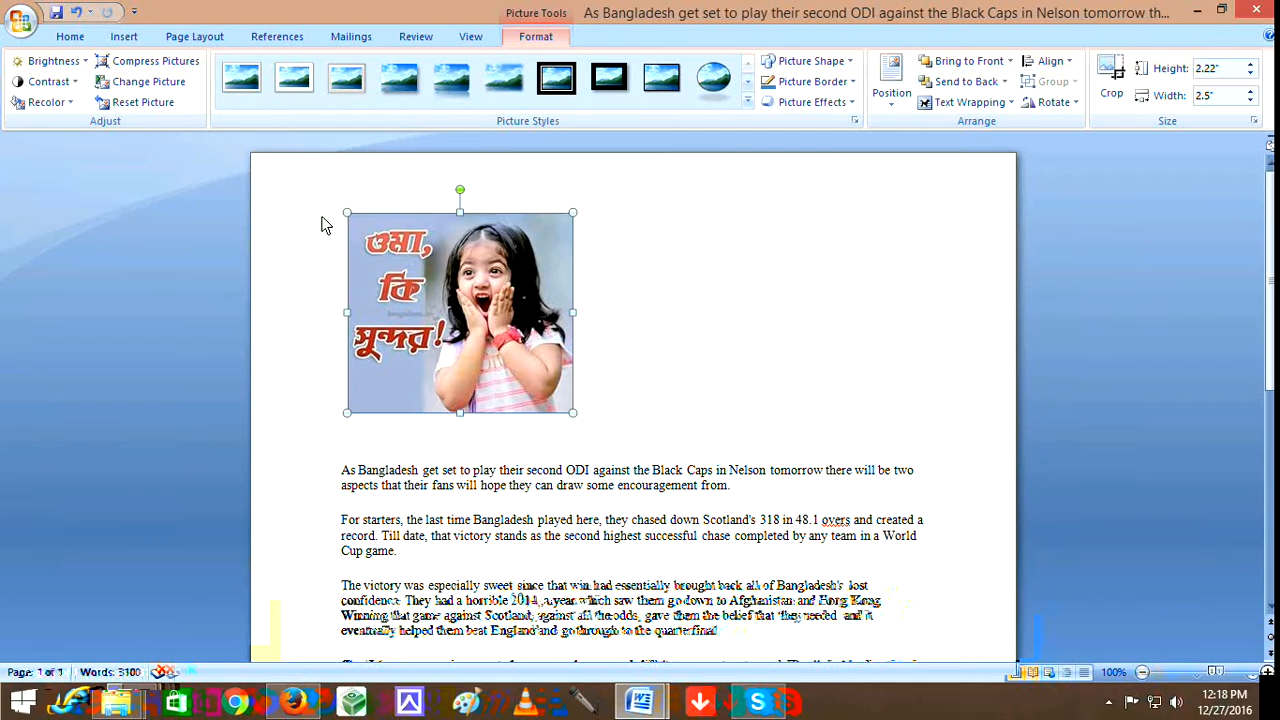 Picture Tools
As Bangladesh get set to play their second ODI against the Black Caps in Nelson tomorrow th...
Home Insert Page Layout References Mailings Review View Format
Brightness Compress Pictures Picture Shape Bring to Front Align Height: 2.22"
Contrast Change Picture Picture Border Send to Back Group Width: 2.5"
Recolor Reset Picture Picture Effects Position Text Wrapping Rotate Crop
Adjust Picture Styles Arrange Size
ওমা,
কি
সুন্দর!
As Bangladesh get set to play their second ODI against the Black Caps in Nelson tomorrow there will be two
aspects that their fans will hope they can draw some encouragement from.
For starters, the last time Bangladesh played here, they chased down Scotland's 318 in 48.1 overs and created a
record. Till date, that victory stands as the second highest successful chase completed by any team in a World
Cup game.
The victory was especially sweet since that win had essentially brought back all of Bangladesh's lost
confidence. They had a horrible 2014, a year which saw them go down to Afghanistan and Hong Kong.
Winning that game against Scotland, against all the odds, gave them the belief that they needed and it
eventually helped them beat England and go through to the quarterfinal
Page: 1 of 1 Words: 3100 100%
12:18 PM
12/27/2016